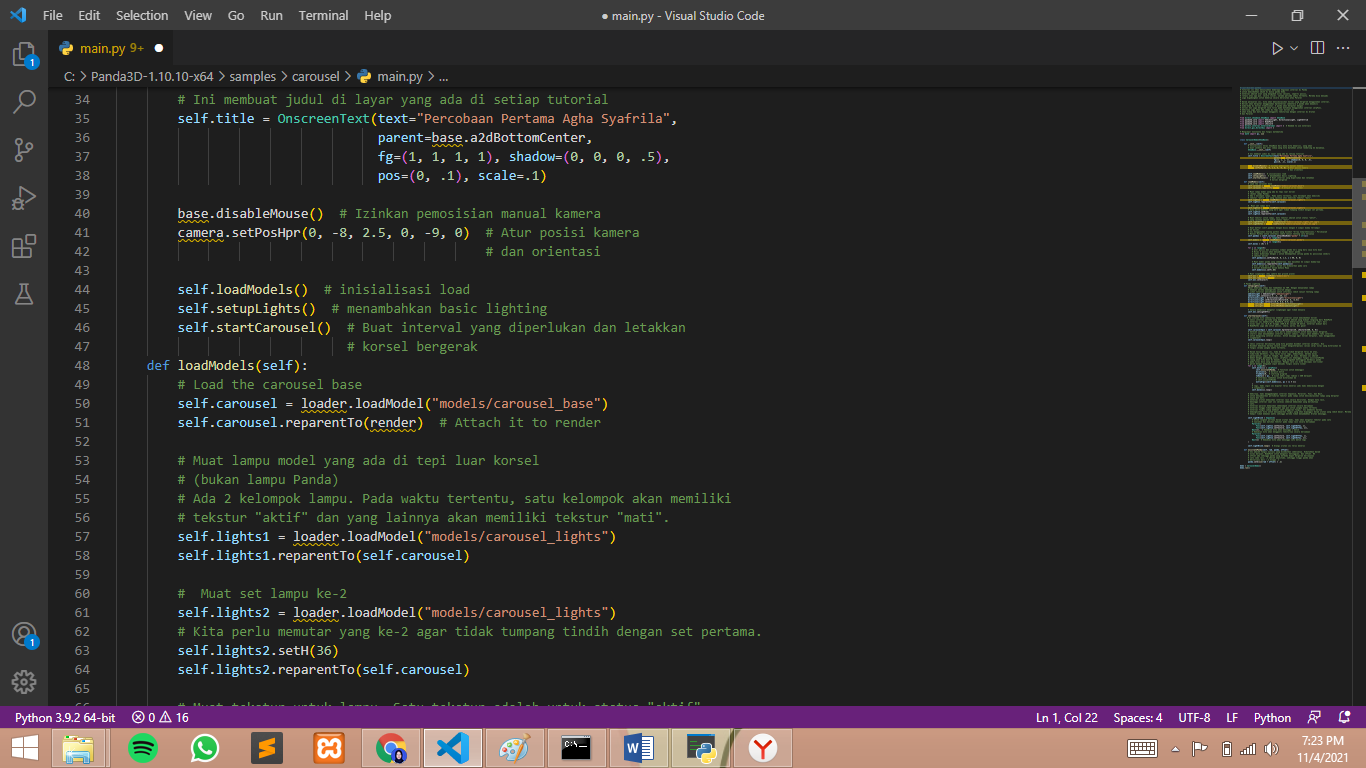 File Edit Selection View Go Run Terminal Help ● main.py - Visual Studio Code
main.py 9+ ●
C: > Panda3D-1.10.10-x64 > samples > carousel > main.py > ...
34 # Ini membuat judul di layar yang ada di setiap tutorial
35 self.title = OnscreenText(text="Percobaan Pertama Agha Syafrila",
36 parent=base.a2dBottomCenter,
37 fg=(1, 1, 1, 1), shadow=(0, 0, 0, .5),
38 pos=(0, .1), scale=.1)
39
40 base.disableMouse()  # Izinkan pemosisian manual kamera
41 camera.setPosHpr(0, -8, 2.5, 0, -9, 0)  # Atur posisi kamera
42 # dan orientasi
43
44 self.loadModels()  # inisialisasi load
45 self.setupLights()  # menambahkan basic lighting
46 self.startCarousel()  # Buat interval yang diperlukan dan letakkan
47 # korsel bergerak
48 def loadModels(self):
49 # Load the carousel base
50 self.carousel = loader.loadModel("models/carousel_base")
51 self.carousel.reparentTo(render)  # Attach it to render
52
53 # Muat lampu model yang ada di tepi luar korsel
54 # (bukan lampu Panda)
55 # Ada 2 kelompok lampu. Pada waktu tertentu, satu kelompok akan memiliki
56 # tekstur "aktif" dan yang lainnya akan memiliki tekstur "mati".
57 self.lights1 = loader.loadModel("models/carousel_lights")
58 self.lights1.reparentTo(self.carousel)
59
60 #  Muat set lampu ke-2
61 self.lights2 = loader.loadModel("models/carousel_lights")
62 # Kita perlu memutar yang ke-2 agar tidak tumpang tindih dengan set pertama.
63 self.lights2.setH(36)
64 self.lights2.reparentTo(self.carousel)
65
66 # Muat tekstur untuk lampu. Satu tekstur adalah untuk status "aktif"
1
1
Python 3.9.2 64-bit 0 16 Ln 1, Col 22 Spaces: 4 UTF-8 LF Python
7:23 PM
11/4/2021